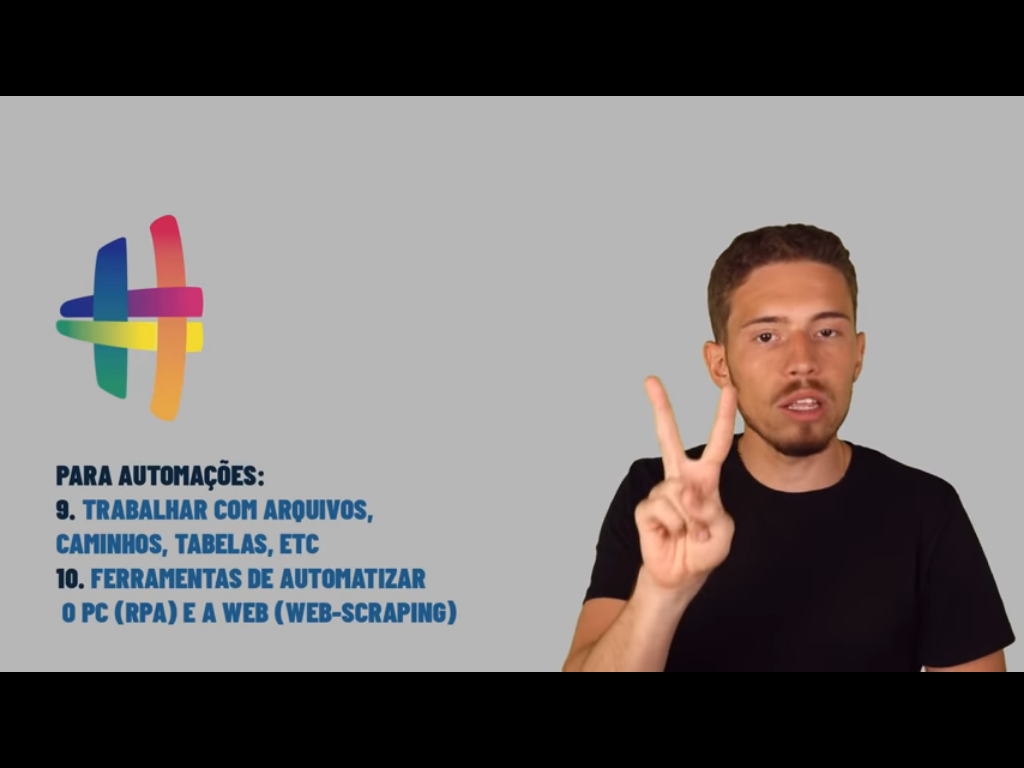 PARA AUTOMAÇÕES:
9. TRABALHAR COM ARQUIVOS,
CAMINHOS, TABELAS, ETC
10. FERRAMENTAS DE AUTOMATIZAR
O PC (RPA) E A WEB (WEB-SCRAPING)